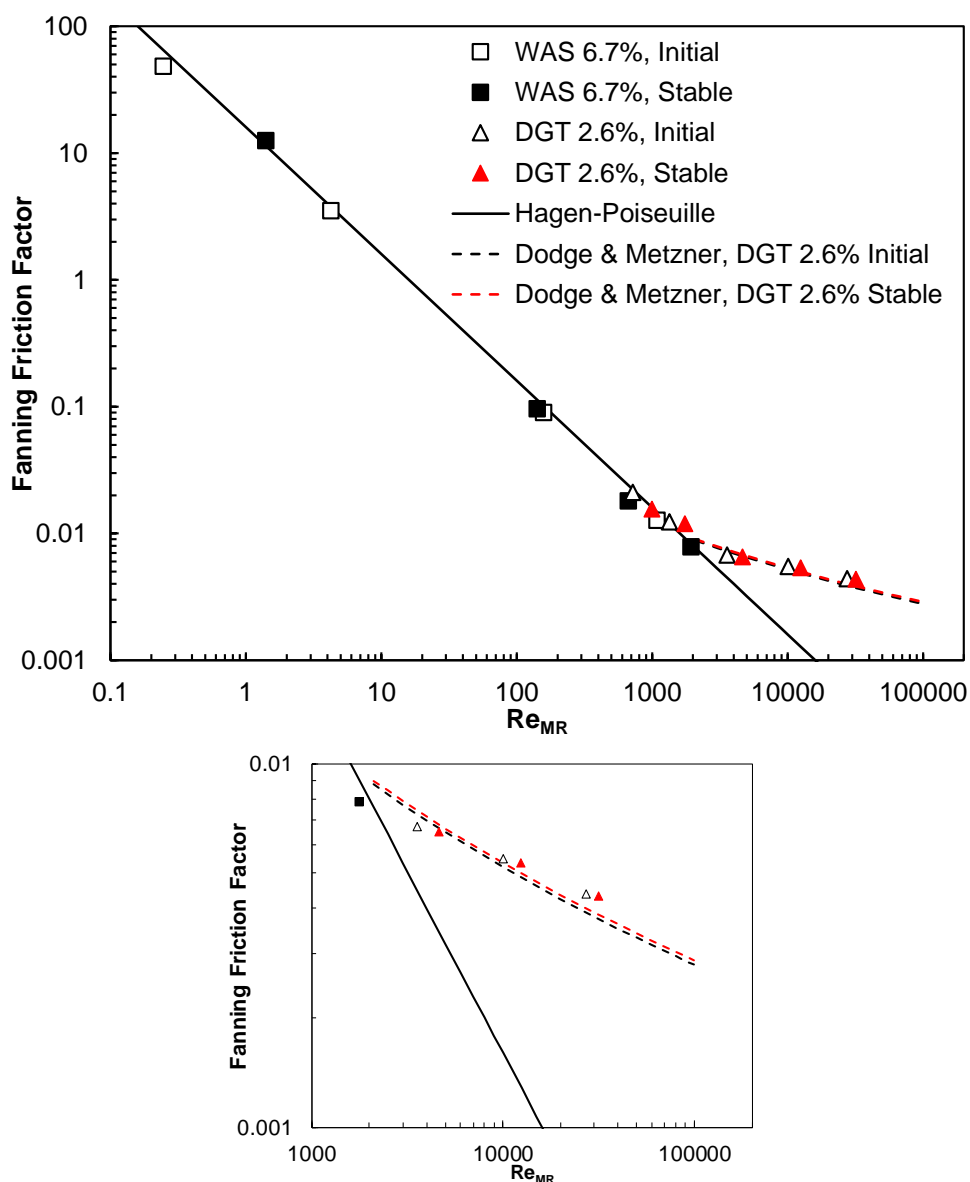 100
10
1
0.1
0.01
0.001
Fanning Friction Factor
WAS 6.7%, Initial
WAS 6.7%, Stable
DGT 2.6%, Initial
DGT 2.6%, Stable
Hagen-Poiseuille
Dodge & Metzner, DGT 2.6% Initial
Dodge & Metzner, DGT 2.6% Stable
0.1 1 10 100 1000 10000 100000
Re_MR
0.01
0.001
Fanning Friction Factor
1000 10000 100000
Re_MR